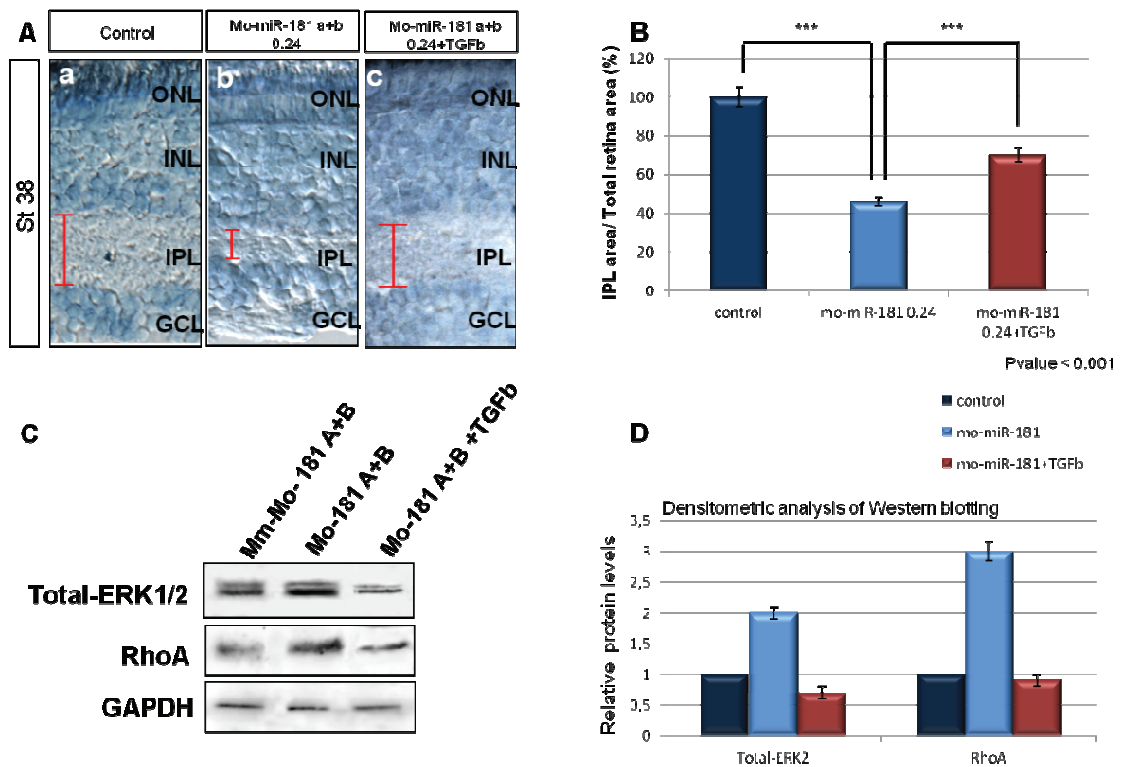 A
Control
Mo-miR-181 a+b
0.24
Mo-miR-181 a+b
0.24+TGFb
St 38
a
ONL
INL
IPL
GCL
b
ONL
INL
IPL
GCL
c
ONL
INL
IPL
GCL
B
***
***
IPL area/ Total retina area (%)
120
100
80
60
40
20
0
control
mo-miR-181 0.24
mo-miR-181
0.24+TGFb
Pvalue < 0.001
C
Mm-Mo- 181 A+B
Mo-181 A+B
Mo-181 A+B +TGFb
Total-ERK1/2
RhoA
GAPDH
control
mo-miR-181
mo-miR-181+TGFb
D
Densitometric analysis of Western blotting
Relative protein levels
3,5
3
2,5
2
1,5
1
0,5
0
Total-ERK2
RhoA